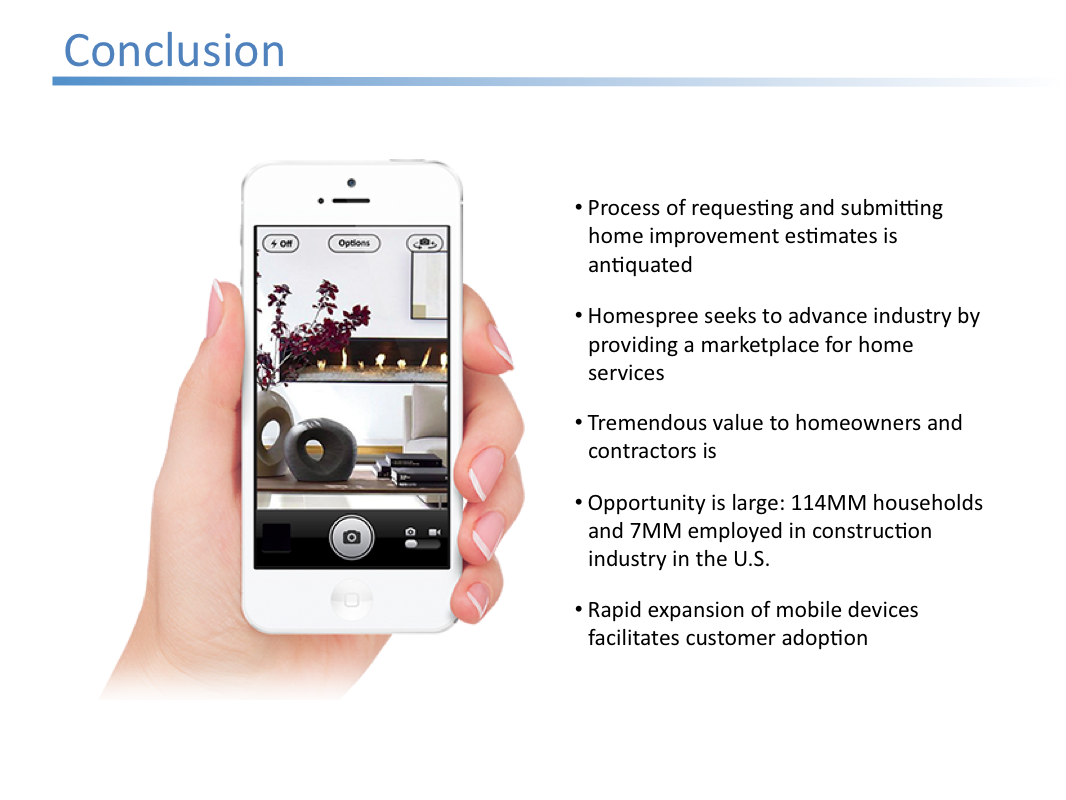 Conclusion
Off
Options
• Process of requesting and submitting
home improvement estimates is
antiquated
• Homespree seeks to advance industry by
providing a marketplace for home
services
• Tremendous value to homeowners and
contractors is
• Opportunity is large: 114MM households
and 7MM employed in construction
industry in the U.S.
• Rapid expansion of mobile devices
facilitates customer adoption